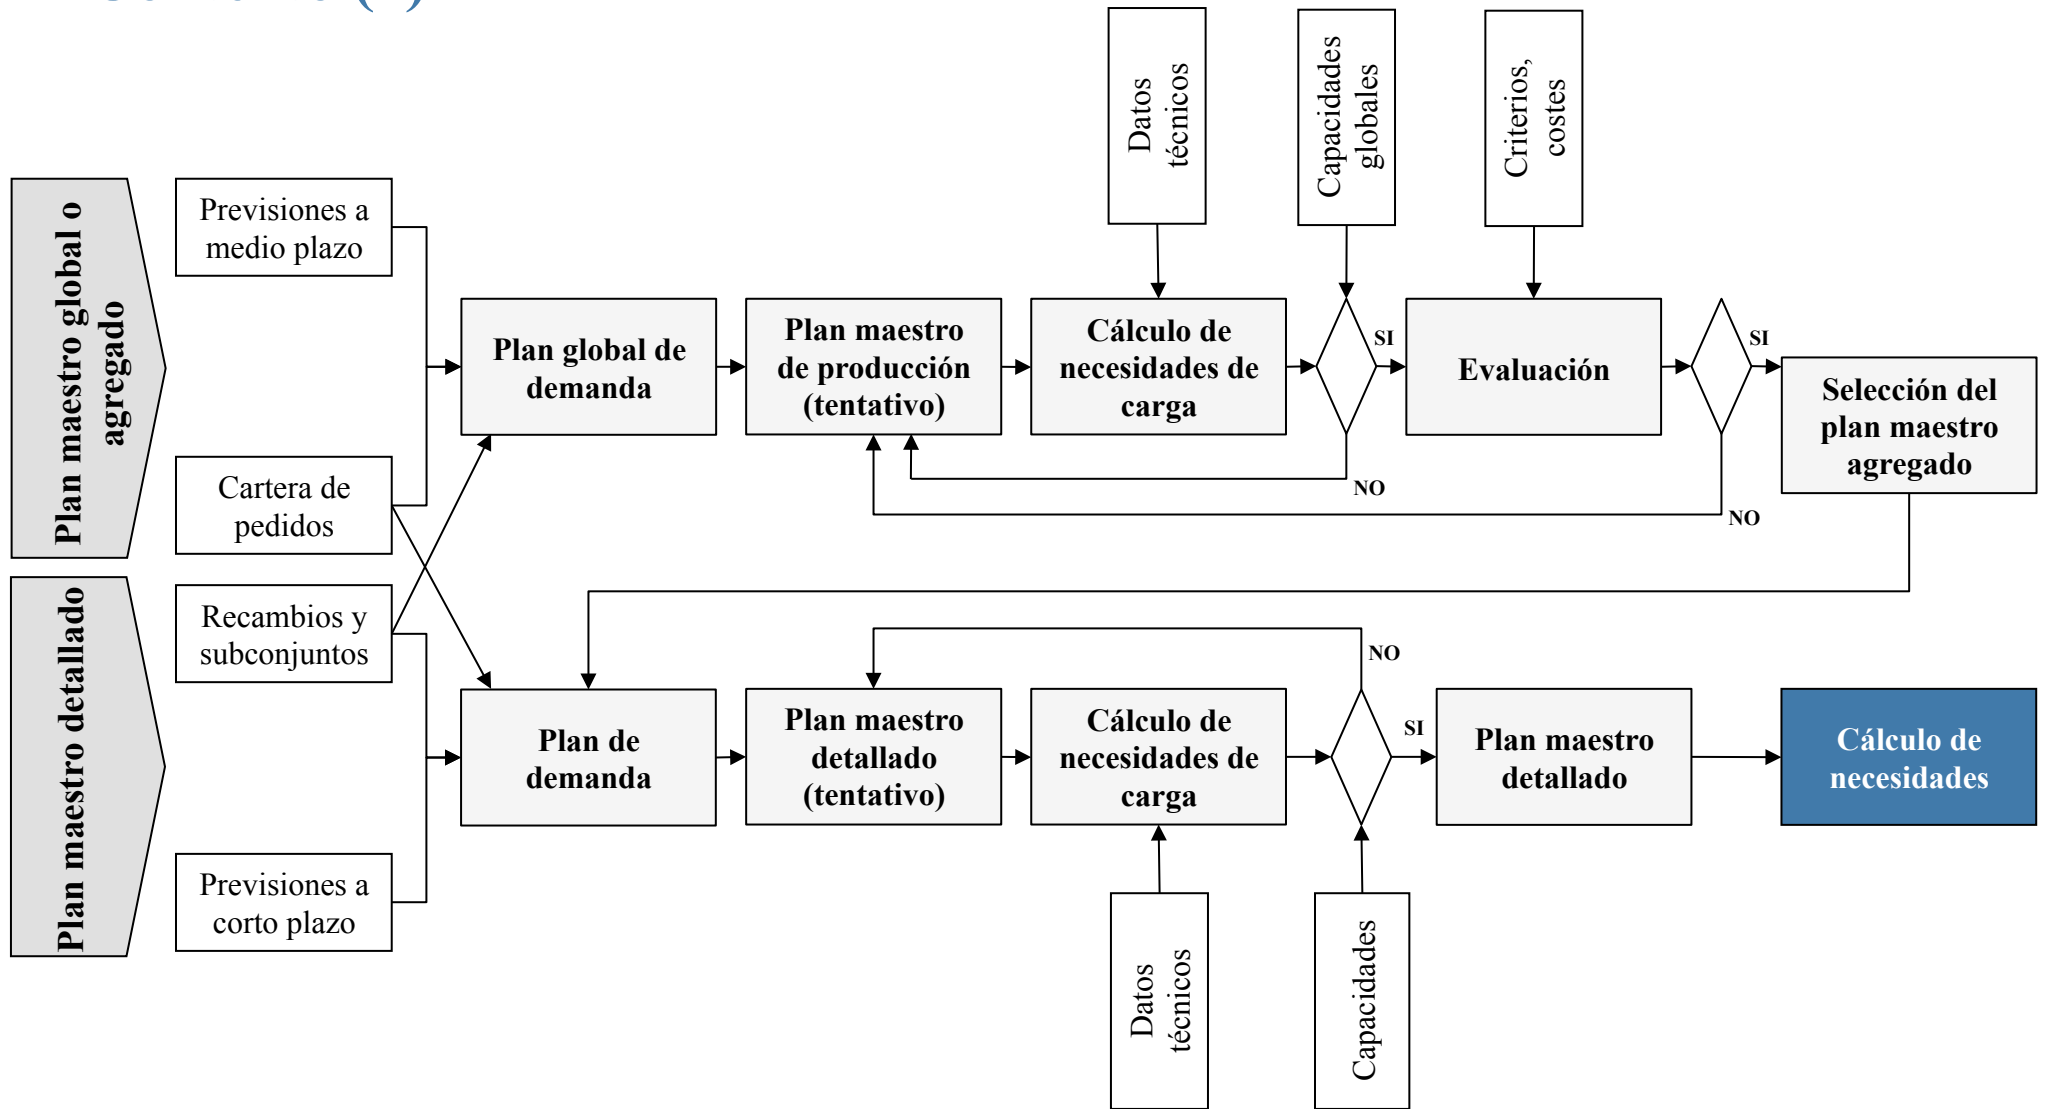 Datos
técnicos
Capacidades
globales
Criterios,
costes
Plan maestro global o
agregado
Previsiones a
medio plazo
Cartera de
pedidos
Plan global de
demanda
Plan maestro
de producción
(tentativo)
Cálculo de
necesidades de
carga
SI
NO
Evaluación
SI
NO
Selección del
plan maestro
agregado
Plan maestro detallado
Recambios y
subconjuntos
Previsiones a
corto plazo
Plan de
demanda
Plan maestro
detallado
(tentativo)
Cálculo de
necesidades de
carga
NO
SI
Plan maestro
detallado
Cálculo de
necesidades
Datos
técnicos
Capacidades